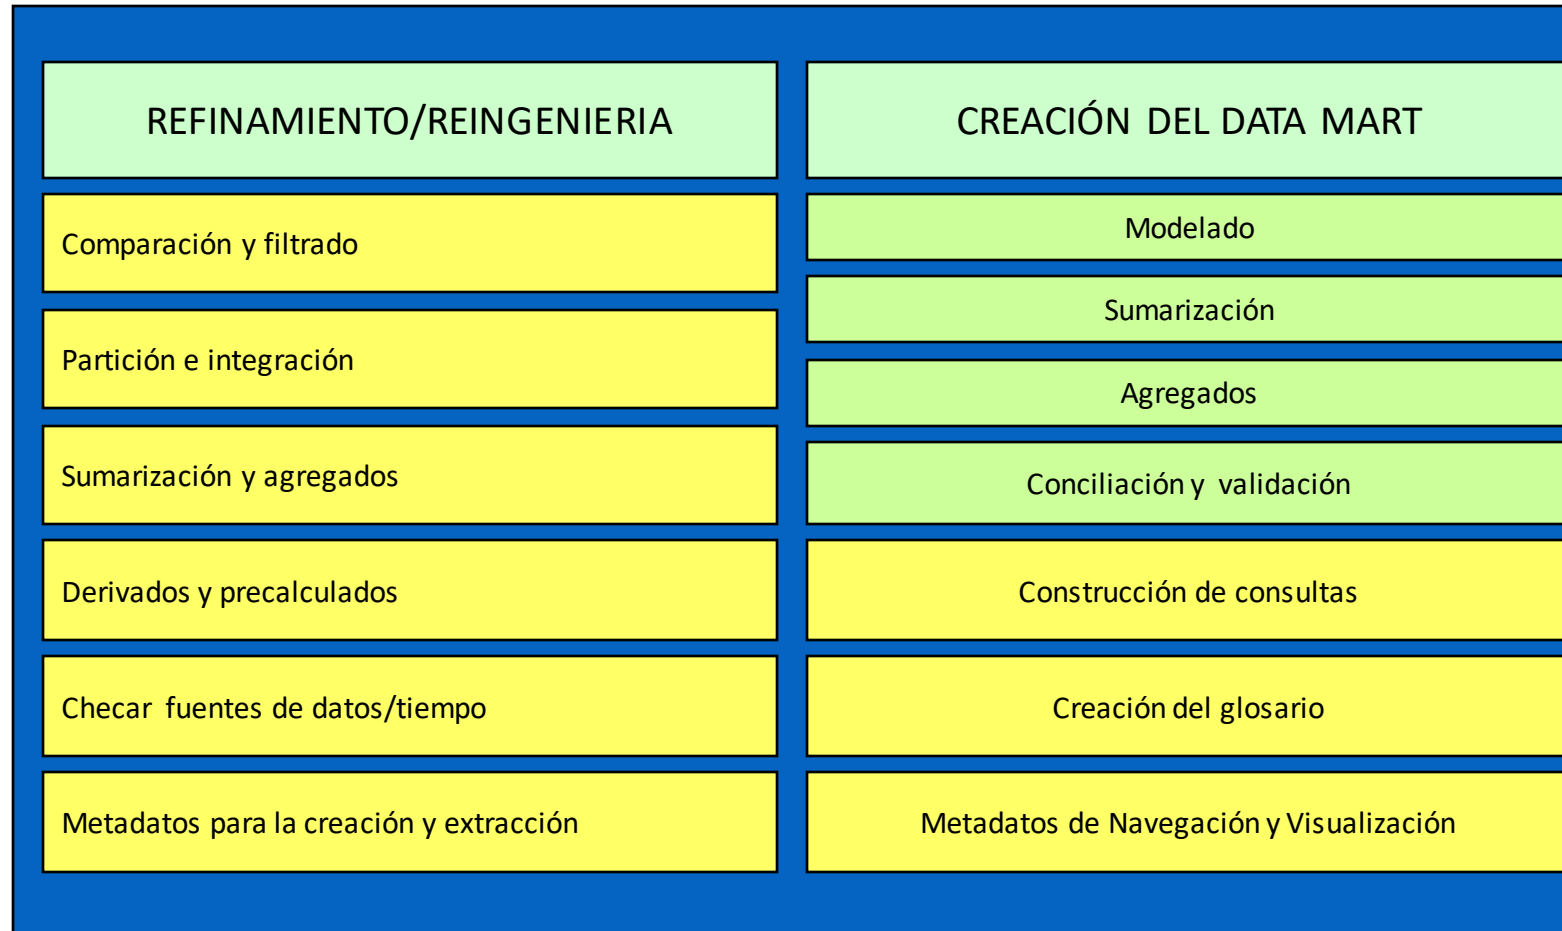 REFINAMIENTO/REINGENIERIA
Comparación y filtrado
Partición e integración
Sumarización y agregados
Derivados y precalculados
Checar fuentes de datos/tiempo
Metadatos para la creación y extracción
CREACIÓN DEL DATA MART
Modelado
Sumarización
Agregados
Conciliación y validación
Construcción de consultas
Creación del glosario
Metadatos de Navegación y Visualización